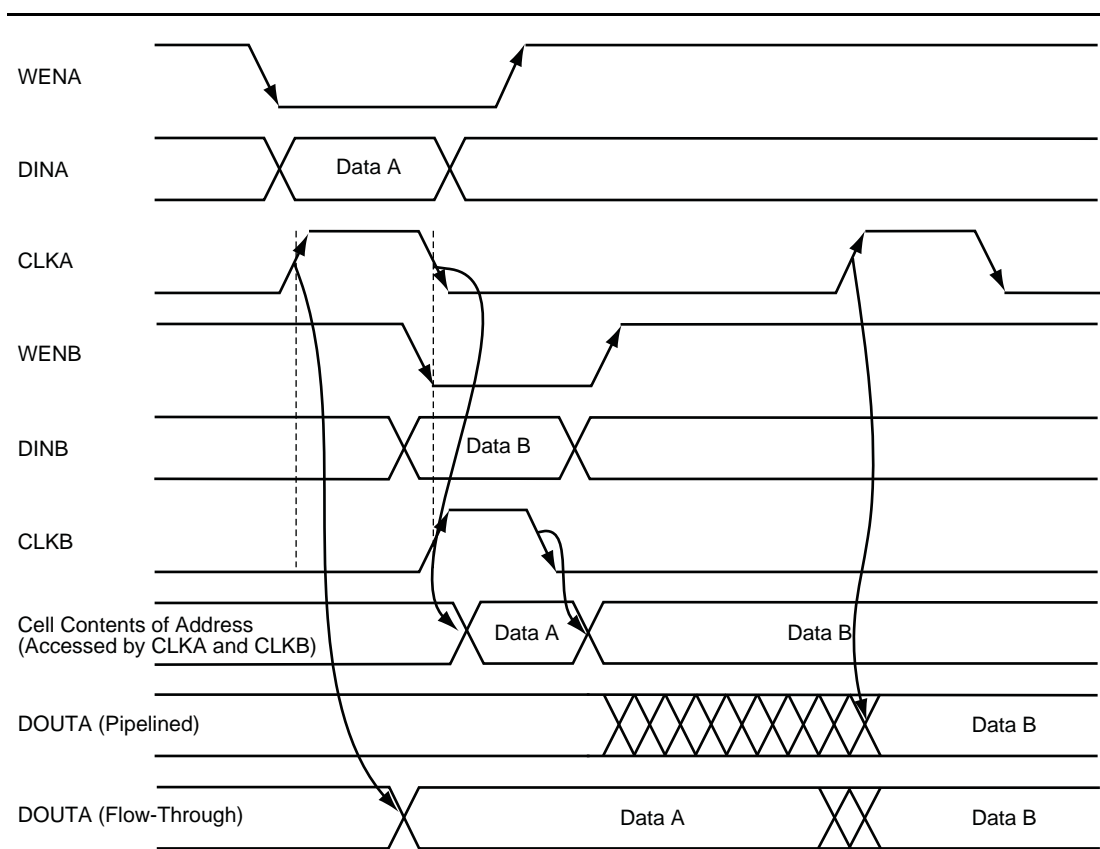 WENA
DINA
Data A
CLKA
WENB
DINB
Data B
CLKB
Cell Contents of Address
(Accessed by CLKA and CLKB)
Data A
Data B
DOUTA (Pipelined)
Data B
DOUTA (Flow-Through)
Data A
Data B